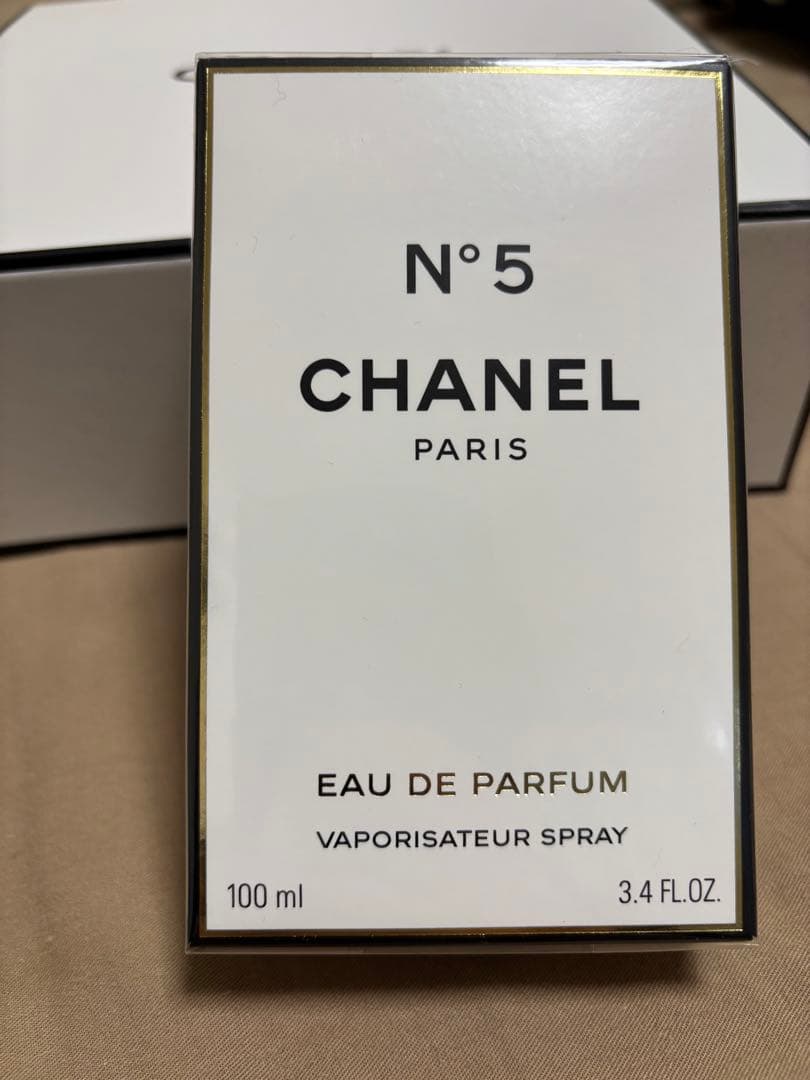 N° 5
CHANEL
PARIS
EAU DE PARFUM
VAPORISATEUR SPRAY
100 ml
3.4 FL.OZ.